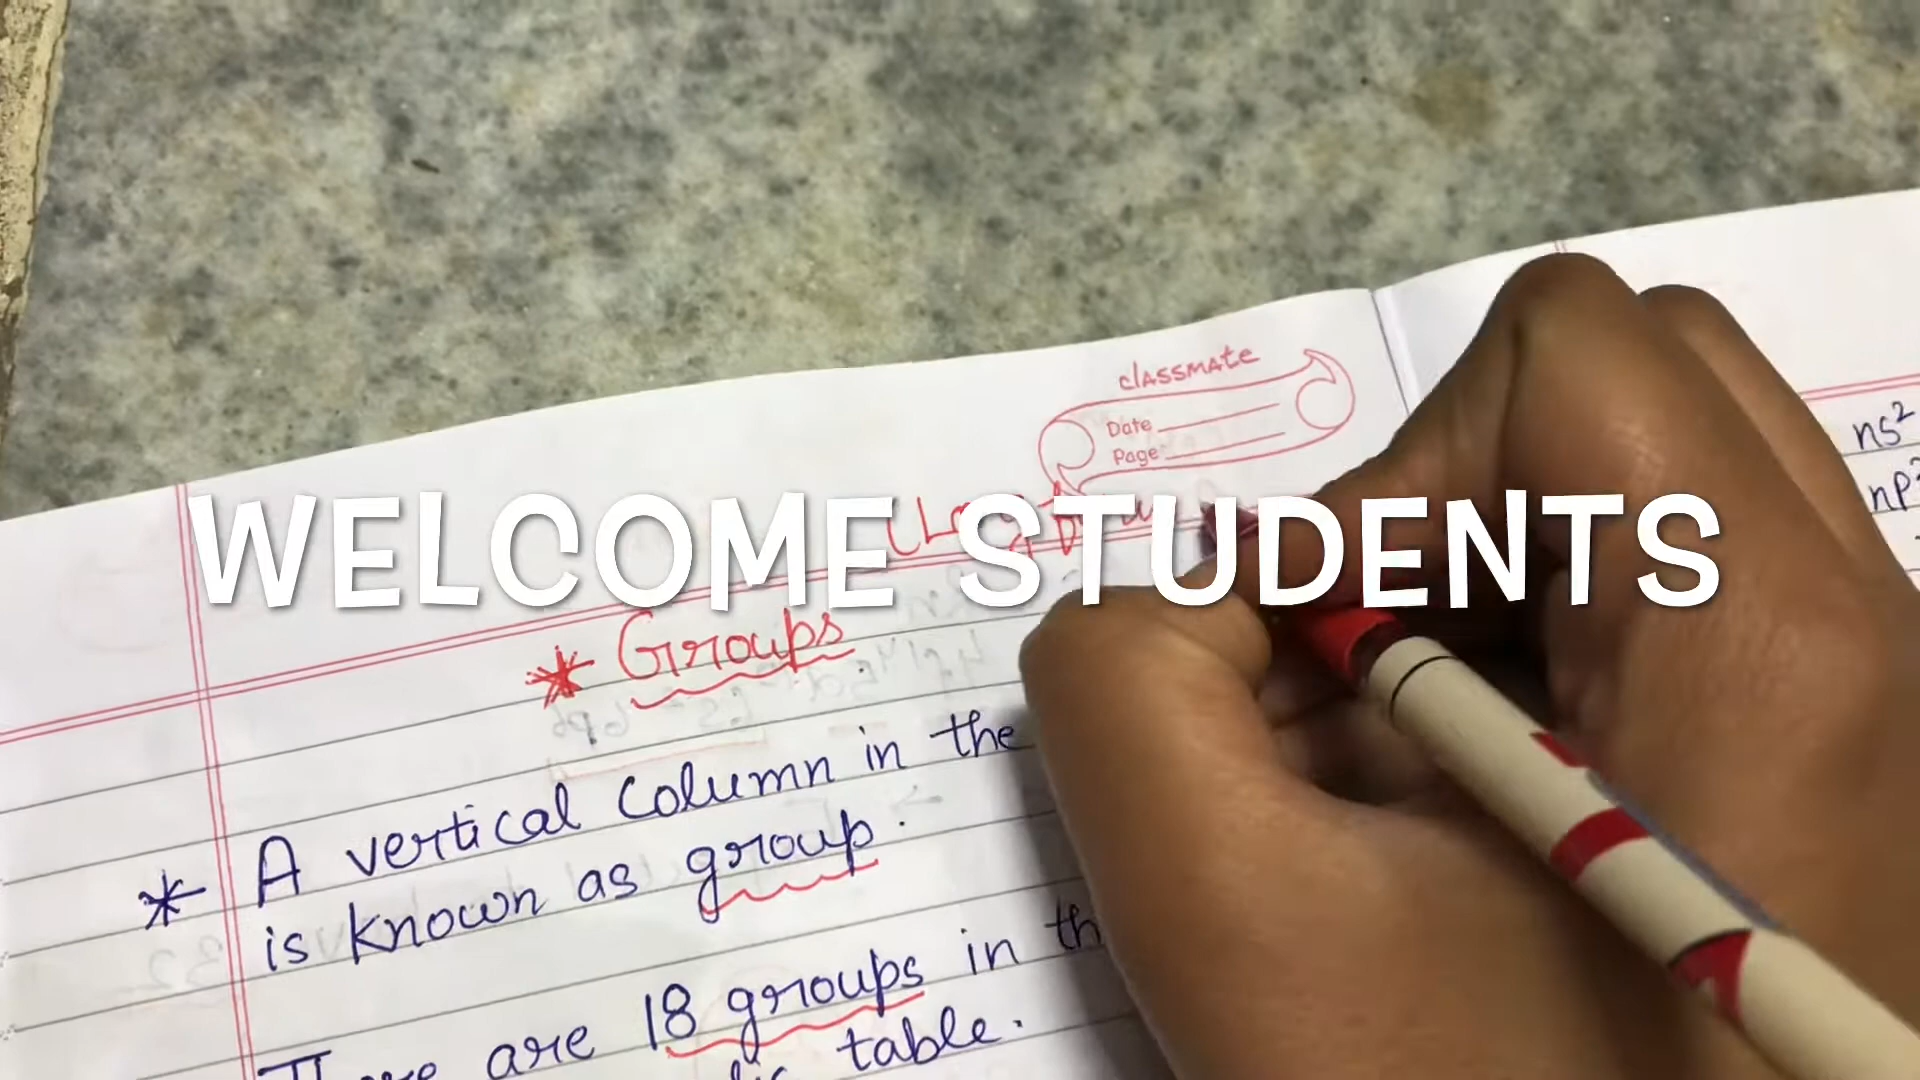 classmate
Date
Page
WELCOME STUDENTS
* Groups
* A vertical column in the
is known as group.
are 18 groups in
table.
ns²